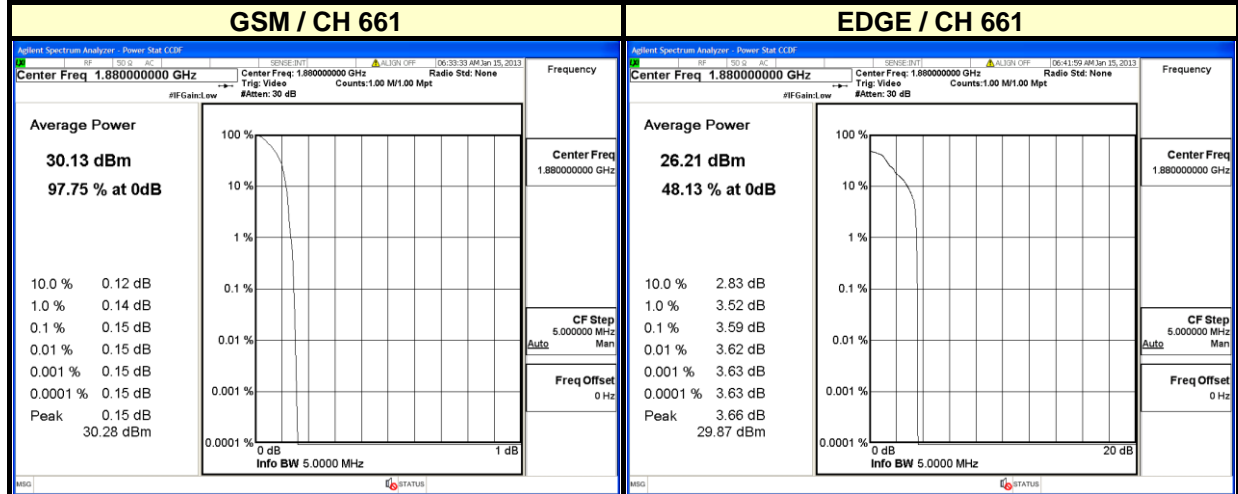 GSM / CH 661
Agilent Spectrum Analyzer - Power Stat CCDF
RF 50 Ω AC SENSE:INT ALIGN OFF 06:33:33 AM Jan 15, 2013
Center Freq 1.880000000 GHz
Center Freq: 1.880000000 GHz Radio Std: None
Trig: Video Counts:1.00 M/1.00 Mpt
#IFGain:Low #Atten: 30 dB
Frequency
Average Power
30.13 dBm
97.75 % at 0dB
10.0 % 0.12 dB
1.0 % 0.14 dB
0.1 % 0.15 dB
0.01 % 0.15 dB
0.001 % 0.15 dB
0.0001 % 0.15 dB
Peak 0.15 dB
30.28 dBm
100 %
10 %
1 %
0.1 %
0.01 %
0.001 %
0.0001 %
0 dB 1 dB
Info BW 5.0000 MHz
Center Freq
1.880000000 GHz
CF Step
5.000000 MHz
Auto Man
Freq Offset
0 Hz
MSG STATUS
EDGE / CH 661
Agilent Spectrum Analyzer - Power Stat CCDF
RF 50 Ω AC SENSE:INT ALIGN OFF 06:41:59 AM Jan 15, 2013
Center Freq 1.880000000 GHz
Center Freq: 1.880000000 GHz Radio Std: None
Trig: Video Counts:1.00 M/1.00 Mpt
#IFGain:Low #Atten: 30 dB
Frequency
Average Power
26.21 dBm
48.13 % at 0dB
10.0 % 2.83 dB
1.0 % 3.52 dB
0.1 % 3.59 dB
0.01 % 3.62 dB
0.001 % 3.63 dB
0.0001 % 3.63 dB
Peak 3.66 dB
29.87 dBm
100 %
10 %
1 %
0.1 %
0.01 %
0.001 %
0.0001 %
0 dB 20 dB
Info BW 5.0000 MHz
Center Freq
1.880000000 GHz
CF Step
5.000000 MHz
Auto Man
Freq Offset
0 Hz
MSG STATUS